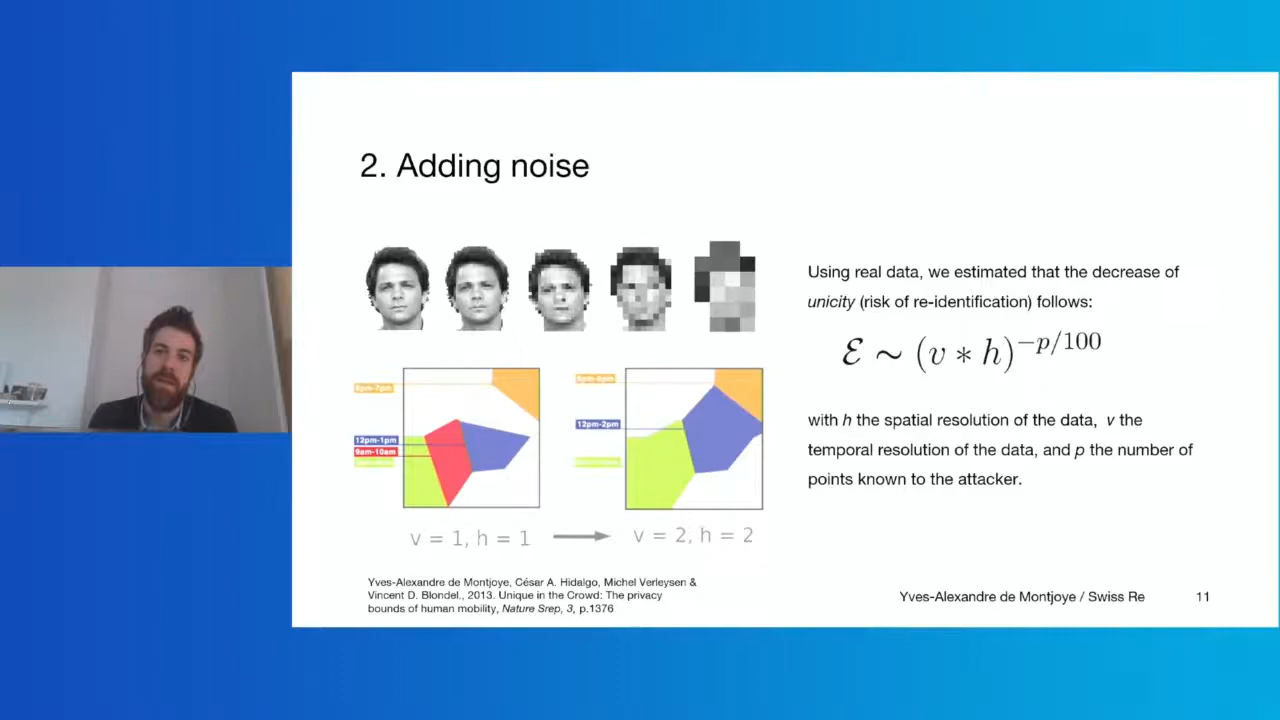 2. Adding noise
Using real data, we estimated that the decrease of
unicity (risk of re-identification) follows:
ℰ ∼ (v ∗ h)^{−p/100}
with h the spatial resolution of the data, v the
temporal resolution of the data, and p the number of
points known to the attacker.
12pm-1pm
9am-10am
12pm-2pm
v = 1, h = 1
v = 2, h = 2
Yves-Alexandre de Montjoye, César A. Hidalgo, Michel Verleysen &
Vincent D. Blondel., 2013. Unique in the Crowd: The privacy
bounds of human mobility, Nature Srep, 3, p.1376
Yves-Alexandre de Montjoye / Swiss Re
11